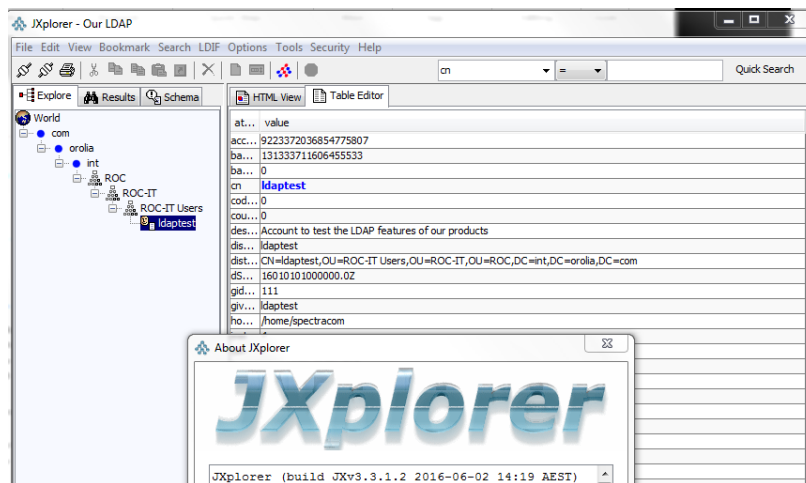 JXplorer - Our LDAP
File Edit View Bookmark Search LDIF Options Tools Security Help
cn = Quick Search
Explore Results Schema HTML View Table Editor
World
com
orolia
int
ROC
ROC-IT
ROC-IT Users
ldaptest
at... value
acc... 9223372036854775807
ba... 131333711606455533
ba... 0
cn ldaptest
cod... 0
cou... 0
des... Account to test the LDAP features of our products
dis... ldaptest
dist... CN=ldaptest,OU=ROC-IT Users,OU=ROC-IT,OU=ROC,DC=int,DC=orolia,DC=com
dS... 16010101000000.0Z
gid... 111
giv... ldaptest
ho... /home/spectracom
About JXplorer
JXplorer
JXplorer (build JXv3.3.1.2 2016-06-02 14:19 AEST)